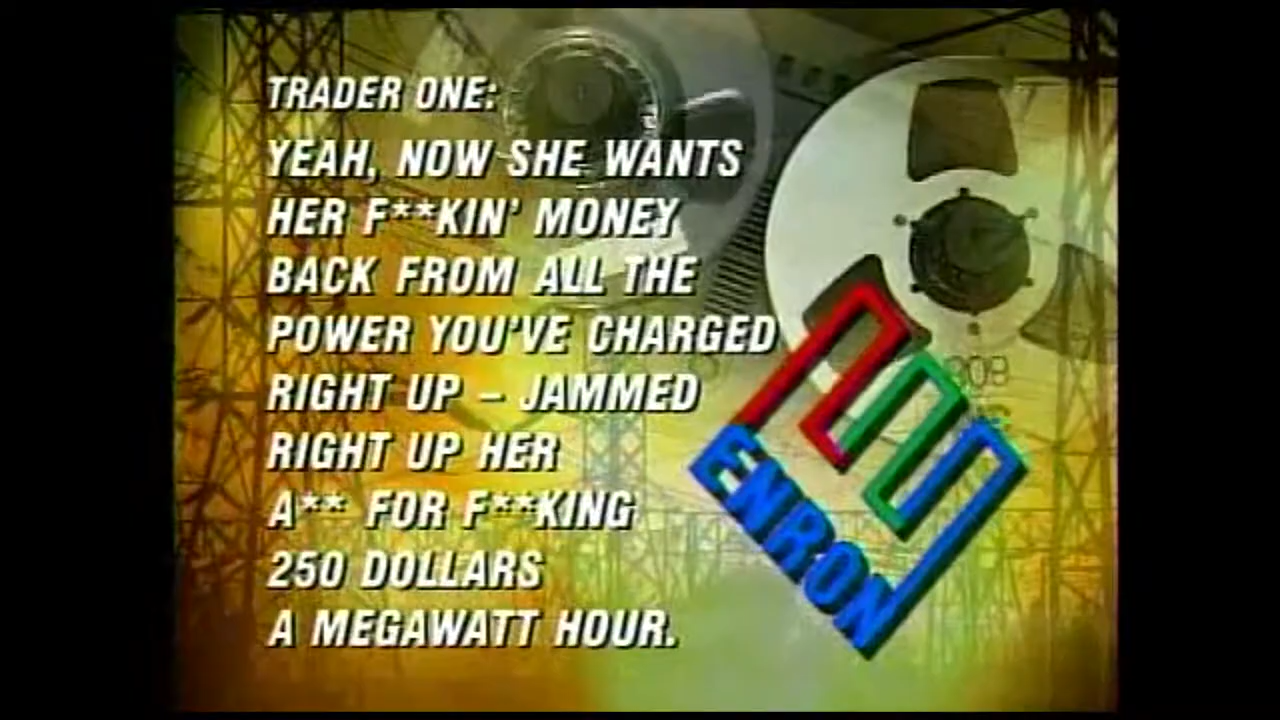 TRADER ONE:
YEAH, NOW SHE WANTS
HER F**KIN' MONEY
BACK FROM ALL THE
POWER YOU'VE CHARGED
RIGHT UP – JAMMED
RIGHT UP HER
A** FOR F**KING
250 DOLLARS
A MEGAWATT HOUR.
ENRON